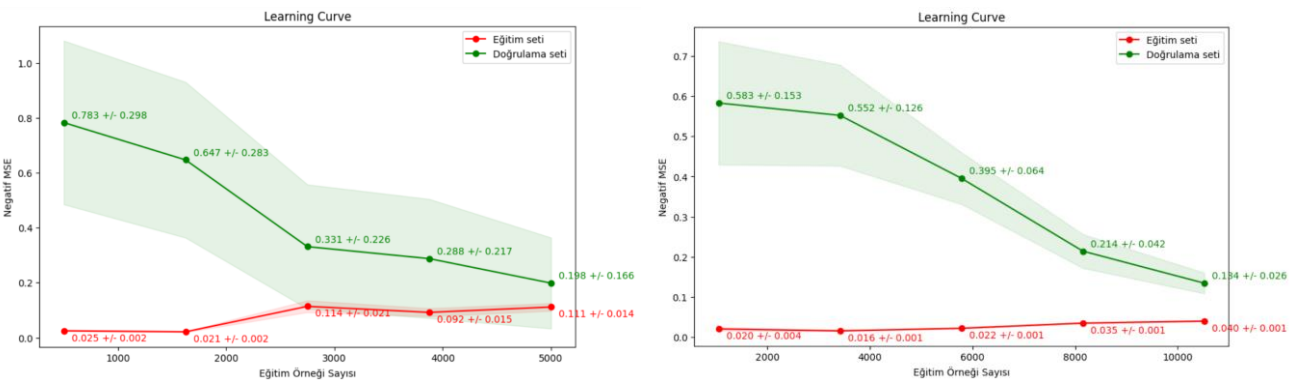 Learning Curve
Eğitim seti
Doğrulama seti
1.0
0.8
0.6
0.4
0.2
0.0
Negatif MSE
0.783 +/- 0.298
0.647 +/- 0.283
0.331 +/- 0.226
0.288 +/- 0.217
0.198 +/- 0.166
0.025 +/- 0.002
0.021 +/- 0.002
0.114 +/- 0.021
0.092 +/- 0.015
0.111 +/- 0.014
1000
2000
3000
4000
5000
Eğitim Örneği Sayısı
Learning Curve
Eğitim seti
Doğrulama seti
0.7
0.6
0.5
0.4
0.3
0.2
0.1
0.0
Negatif MSE
0.583 +/- 0.153
0.552 +/- 0.126
0.395 +/- 0.064
0.214 +/- 0.042
0.134 +/- 0.026
0.020 +/- 0.004
0.016 +/- 0.001
0.022 +/- 0.001
0.035 +/- 0.001
0.040 +/- 0.001
2000
4000
6000
8000
10000
Eğitim Örneği Sayısı